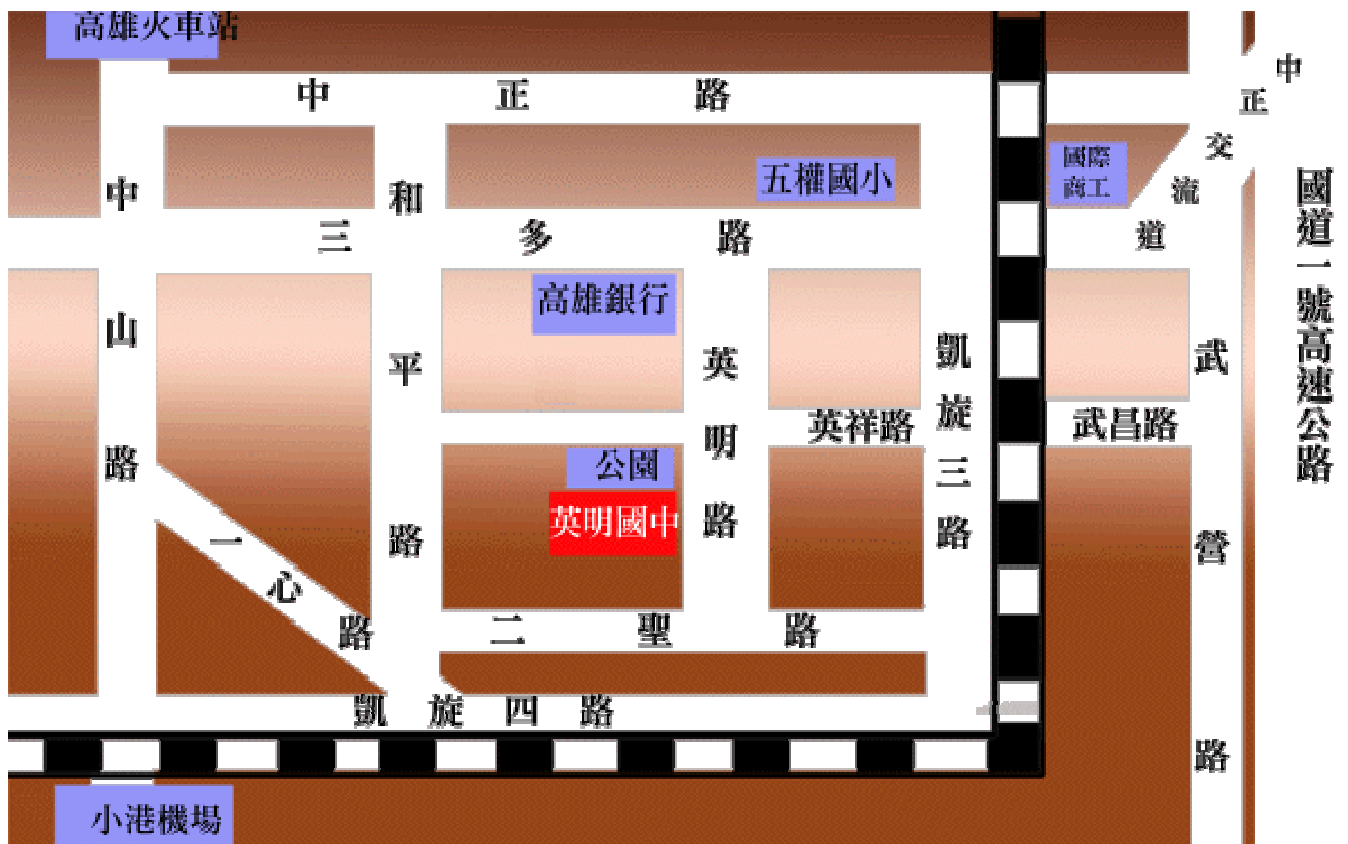 高雄火車站
中正路
中正交流道
國道一號高速公路
國際
商工
五權國小
中山路
和平路
三多路
高雄銀行
英明路
凱旋三路
武營路
英祥路
武昌路
公園
英明國中
一心路
二聖路
凱旋四路
小港機場